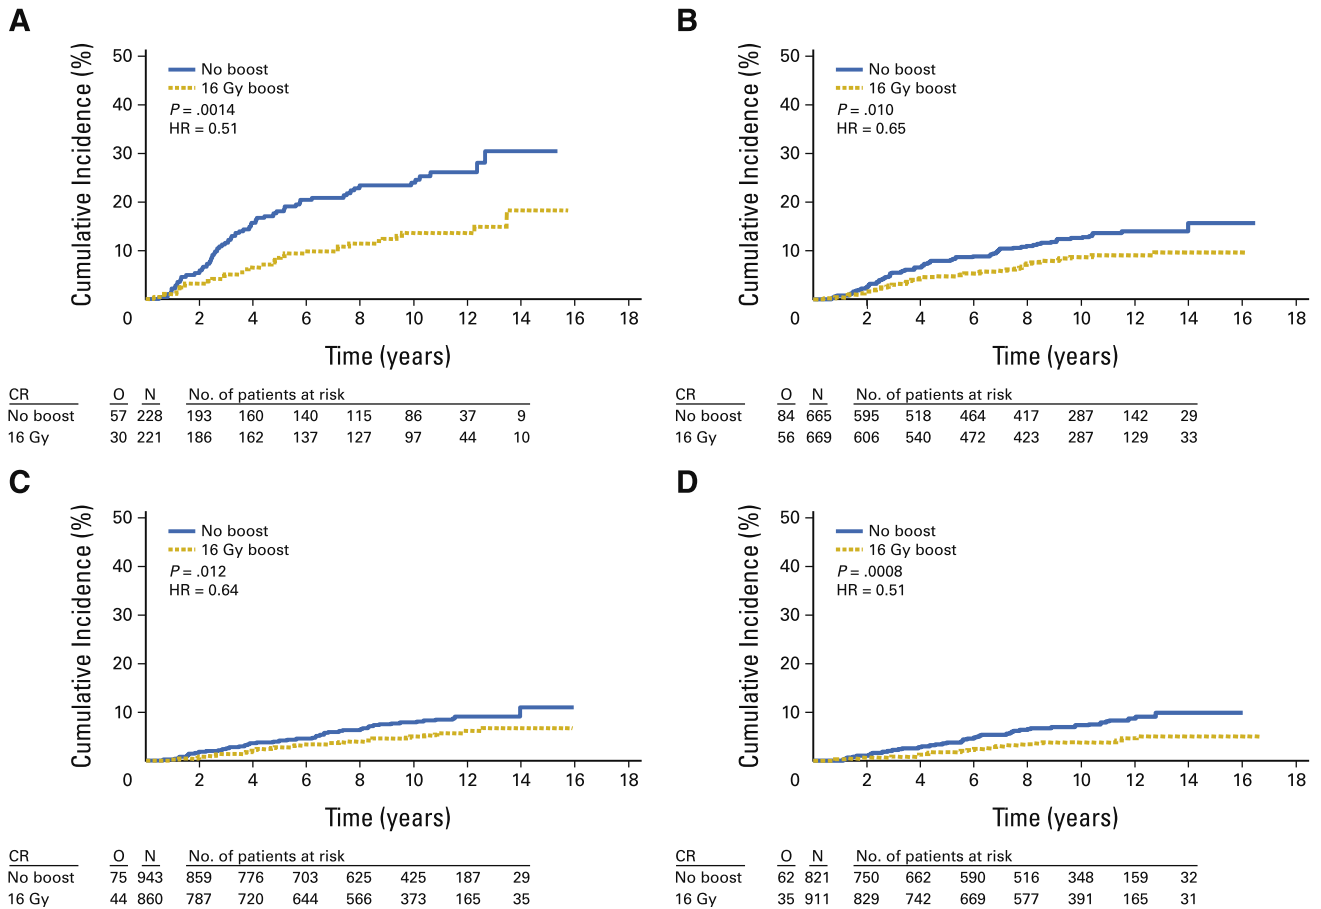 A
Cumulative Incidence (%)
50
40
30
20
10
No boost
16 Gy boost
P = .0014
HR = 0.51
0 2 4 6 8 10 12 14 16 18
Time (years)
CR O N No. of patients at risk
No boost 57 228 193 160 140 115 86 37 9
16 Gy 30 221 186 162 137 127 97 44 10
B
Cumulative Incidence (%)
50
40
30
20
10
No boost
16 Gy boost
P = .010
HR = 0.65
0 2 4 6 8 10 12 14 16 18
Time (years)
CR O N No. of patients at risk
No boost 84 665 595 518 464 417 287 142 29
16 Gy 56 669 606 540 472 423 287 129 33
C
Cumulative Incidence (%)
50
40
30
20
10
No boost
16 Gy boost
P = .012
HR = 0.64
0 2 4 6 8 10 12 14 16 18
Time (years)
CR O N No. of patients at risk
No boost 75 943 859 776 703 625 425 187 29
16 Gy 44 860 787 720 644 566 373 165 35
D
Cumulative Incidence (%)
50
40
30
20
10
No boost
16 Gy boost
P = .0008
HR = 0.51
0 2 4 6 8 10 12 14 16 18
Time (years)
CR O N No. of patients at risk
No boost 62 821 750 662 590 516 348 159 32
16 Gy 35 911 829 742 669 577 391 165 31